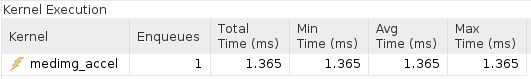 Kernel Execution
Kernel Enqueues Total Time (ms) Min Time (ms) Avg Time (ms) Max Time (ms)
medimg_accel 1 1.365 1.365 1.365 1.365